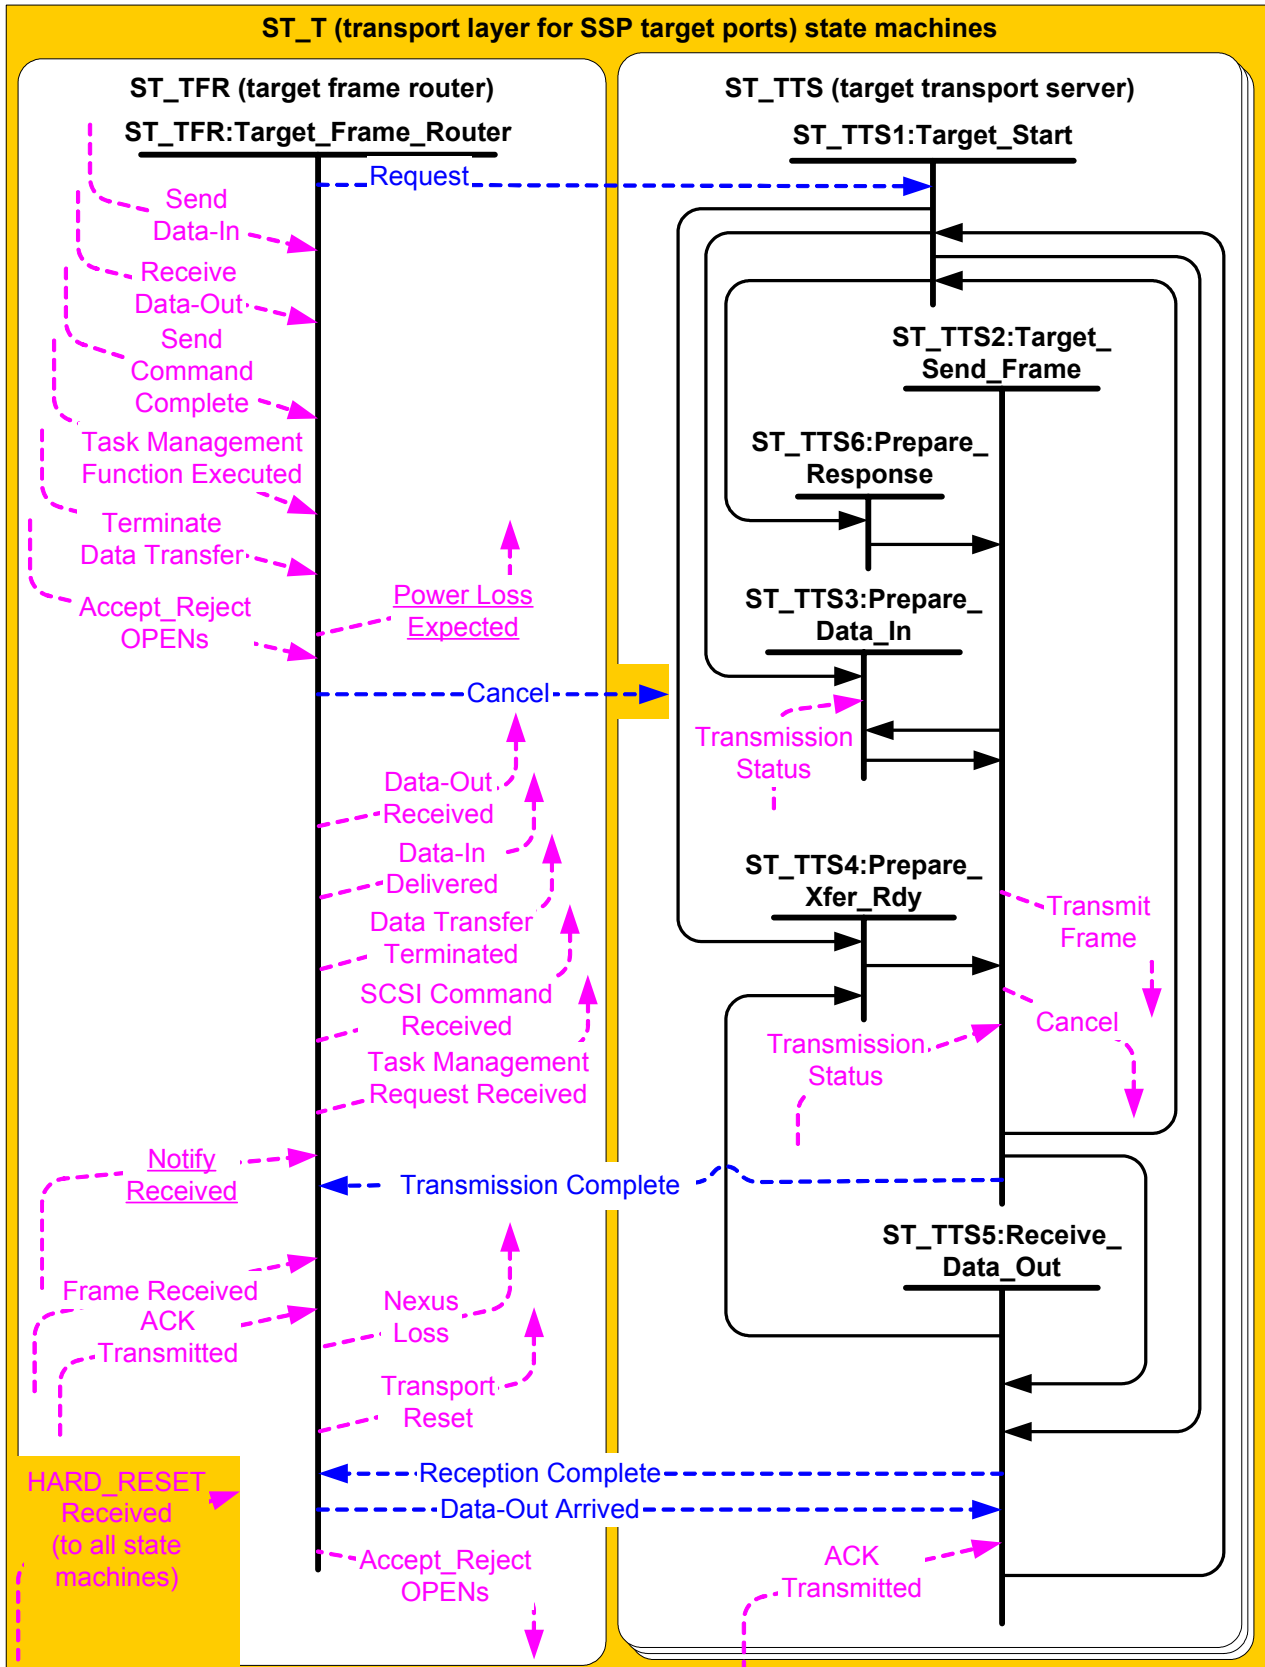 ST_T (transport layer for SSP target ports) state machines
ST_TFR (target frame router)
ST_TFR:Target_Frame_Router
Request
Send
Data-In
Receive
Data-Out
Send
Command
Complete
Task Management
Function Executed
Terminate
Data Transfer
Accept_Reject
OPENs
Power Loss
Expected
Cancel
Data-Out
Received
Data-In
Delivered
Data Transfer
Terminated
SCSI Command
Received
Task Management
Request Received
Notify
Received
Transmission Complete
Frame Received
ACK
Transmitted
Nexus
Loss
Transport
Reset
HARD_RESET
Received
(to all state
machines)
Reception Complete
Data-Out Arrived
Accept_Reject
OPENs
ST_TTS (target transport server)
ST_TTS1:Target_Start
ST_TTS2:Target_
Send_Frame
ST_TTS6:Prepare_
Response
ST_TTS3:Prepare_
Data_In
Transmission
Status
ST_TTS4:Prepare_
Xfer_Rdy
Transmit
Frame
Cancel
Transmission
Status
ST_TTS5:Receive_
Data_Out
ACK
Transmitted